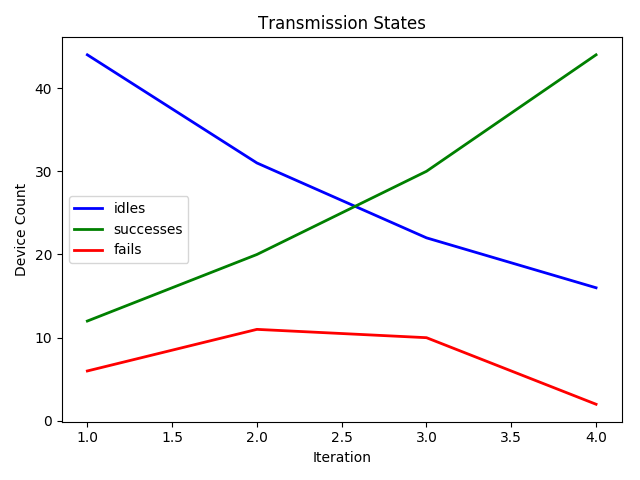 Transmission States
Device Count
40
30
20
10
0
idles
successes
fails
1.0 1.5 2.0 2.5 3.0 3.5 4.0
Iteration